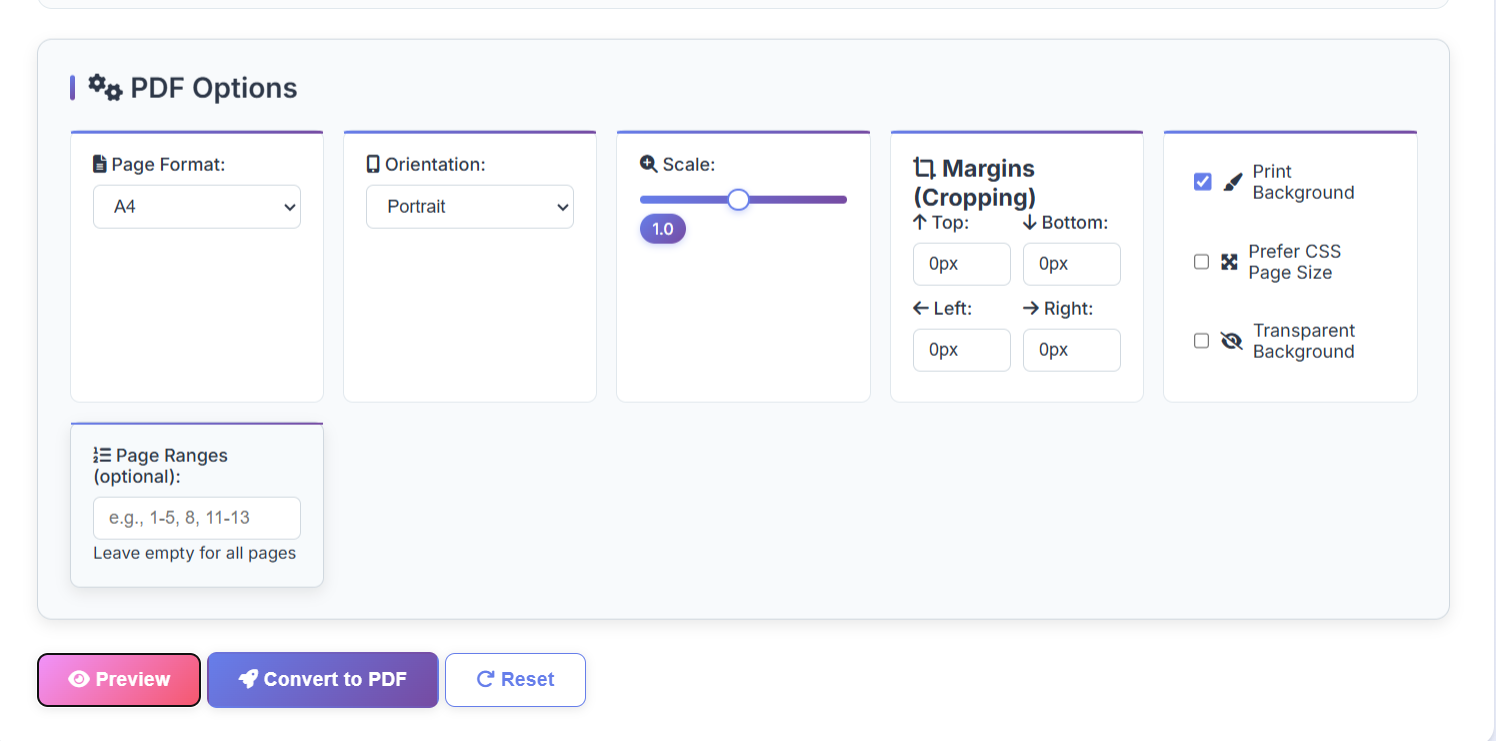 PDF Options
Page Format:
A4
Orientation:
Portrait
Scale:
1.0
Margins
(Cropping)
Top:
Bottom:
0px
0px
Left:
Right:
0px
0px
Print
Background
Prefer CSS
Page Size
Transparent
Background
Page Ranges
(optional):
e.g., 1-5, 8, 11-13
Leave empty for all pages
Preview
Convert to PDF
Reset